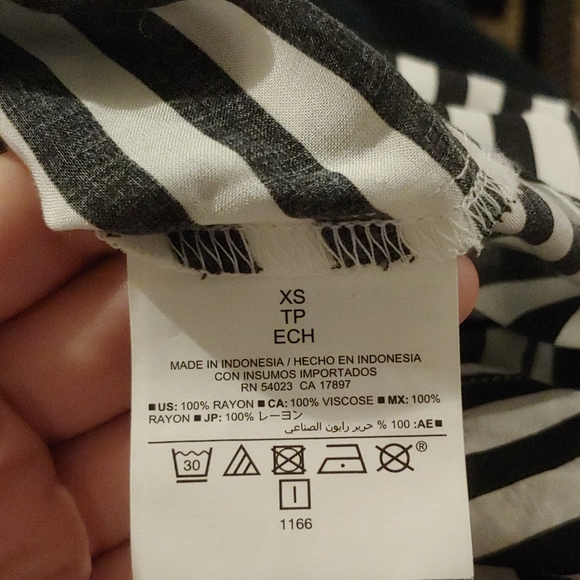 XS
TP
ECH
MADE IN INDONESIA / HECHO EN INDONESIA
CON INSUMOS IMPORTADOS
RN 54023 CA 17897
■US: 100% RAYON ■CA: 100% VISCOSE ■MX: 100%
RAYON ■JP: 100% レーヨン
■AE: 100 % حرير رايون الصناعي
30
®
I
1166